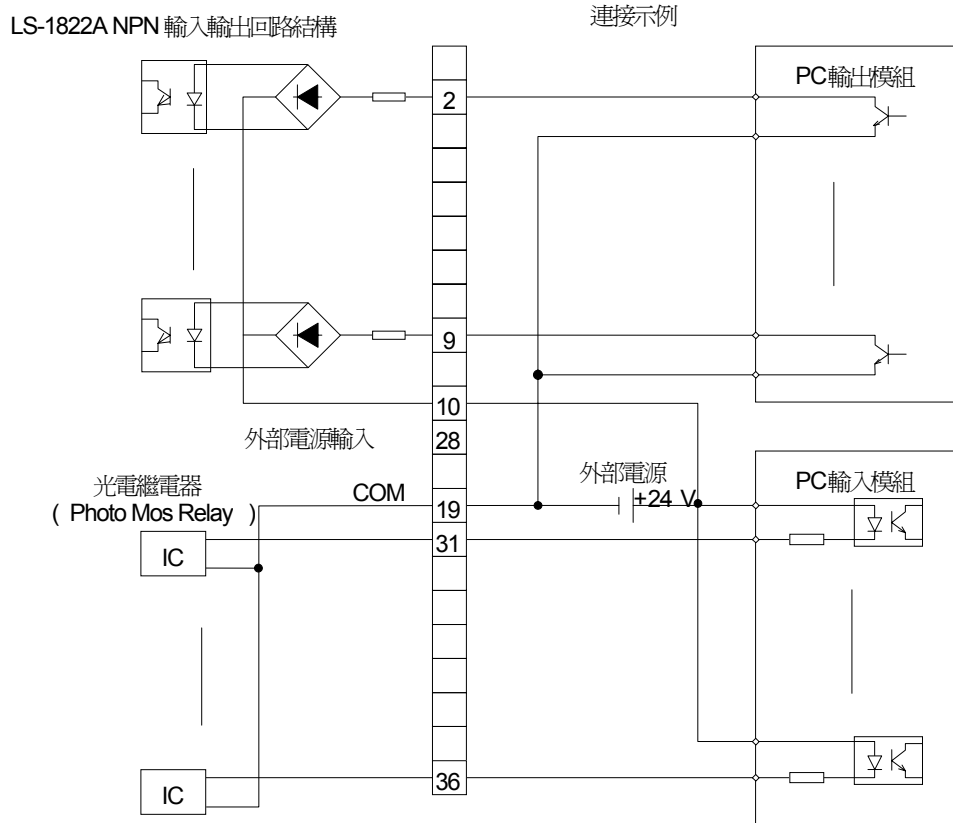 連接示例
LS-1822A NPN 輸入輸出回路結構
PC輸出模組
2
9
10
外部電源輸入
28
外部電源
PC輸入模組
光電繼電器
( Photo Mos Relay )
COM
19
+24 V
31
IC
36
IC